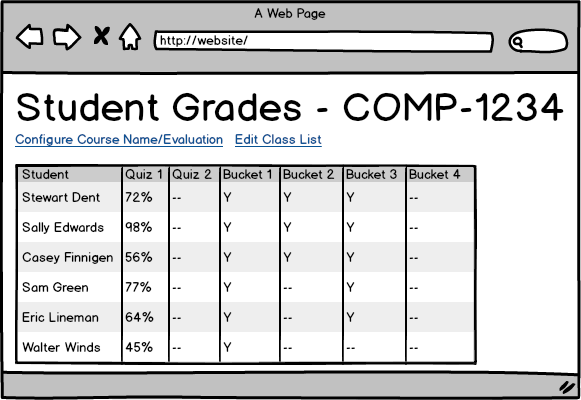 A Web Page
http://website/
Student Grades - COMP-1234
Configure Course Name/Evaluation Edit Class List
Student Quiz 1 Quiz 2 Bucket 1 Bucket 2 Bucket 3 Bucket 4
Stewart Dent 72% -- Y Y Y --
Sally Edwards 98% -- Y Y Y --
Casey Finnigen 56% -- Y Y Y --
Sam Green 77% -- Y -- Y --
Eric Lineman 64% -- Y -- Y --
Walter Winds 45% -- Y -- -- --